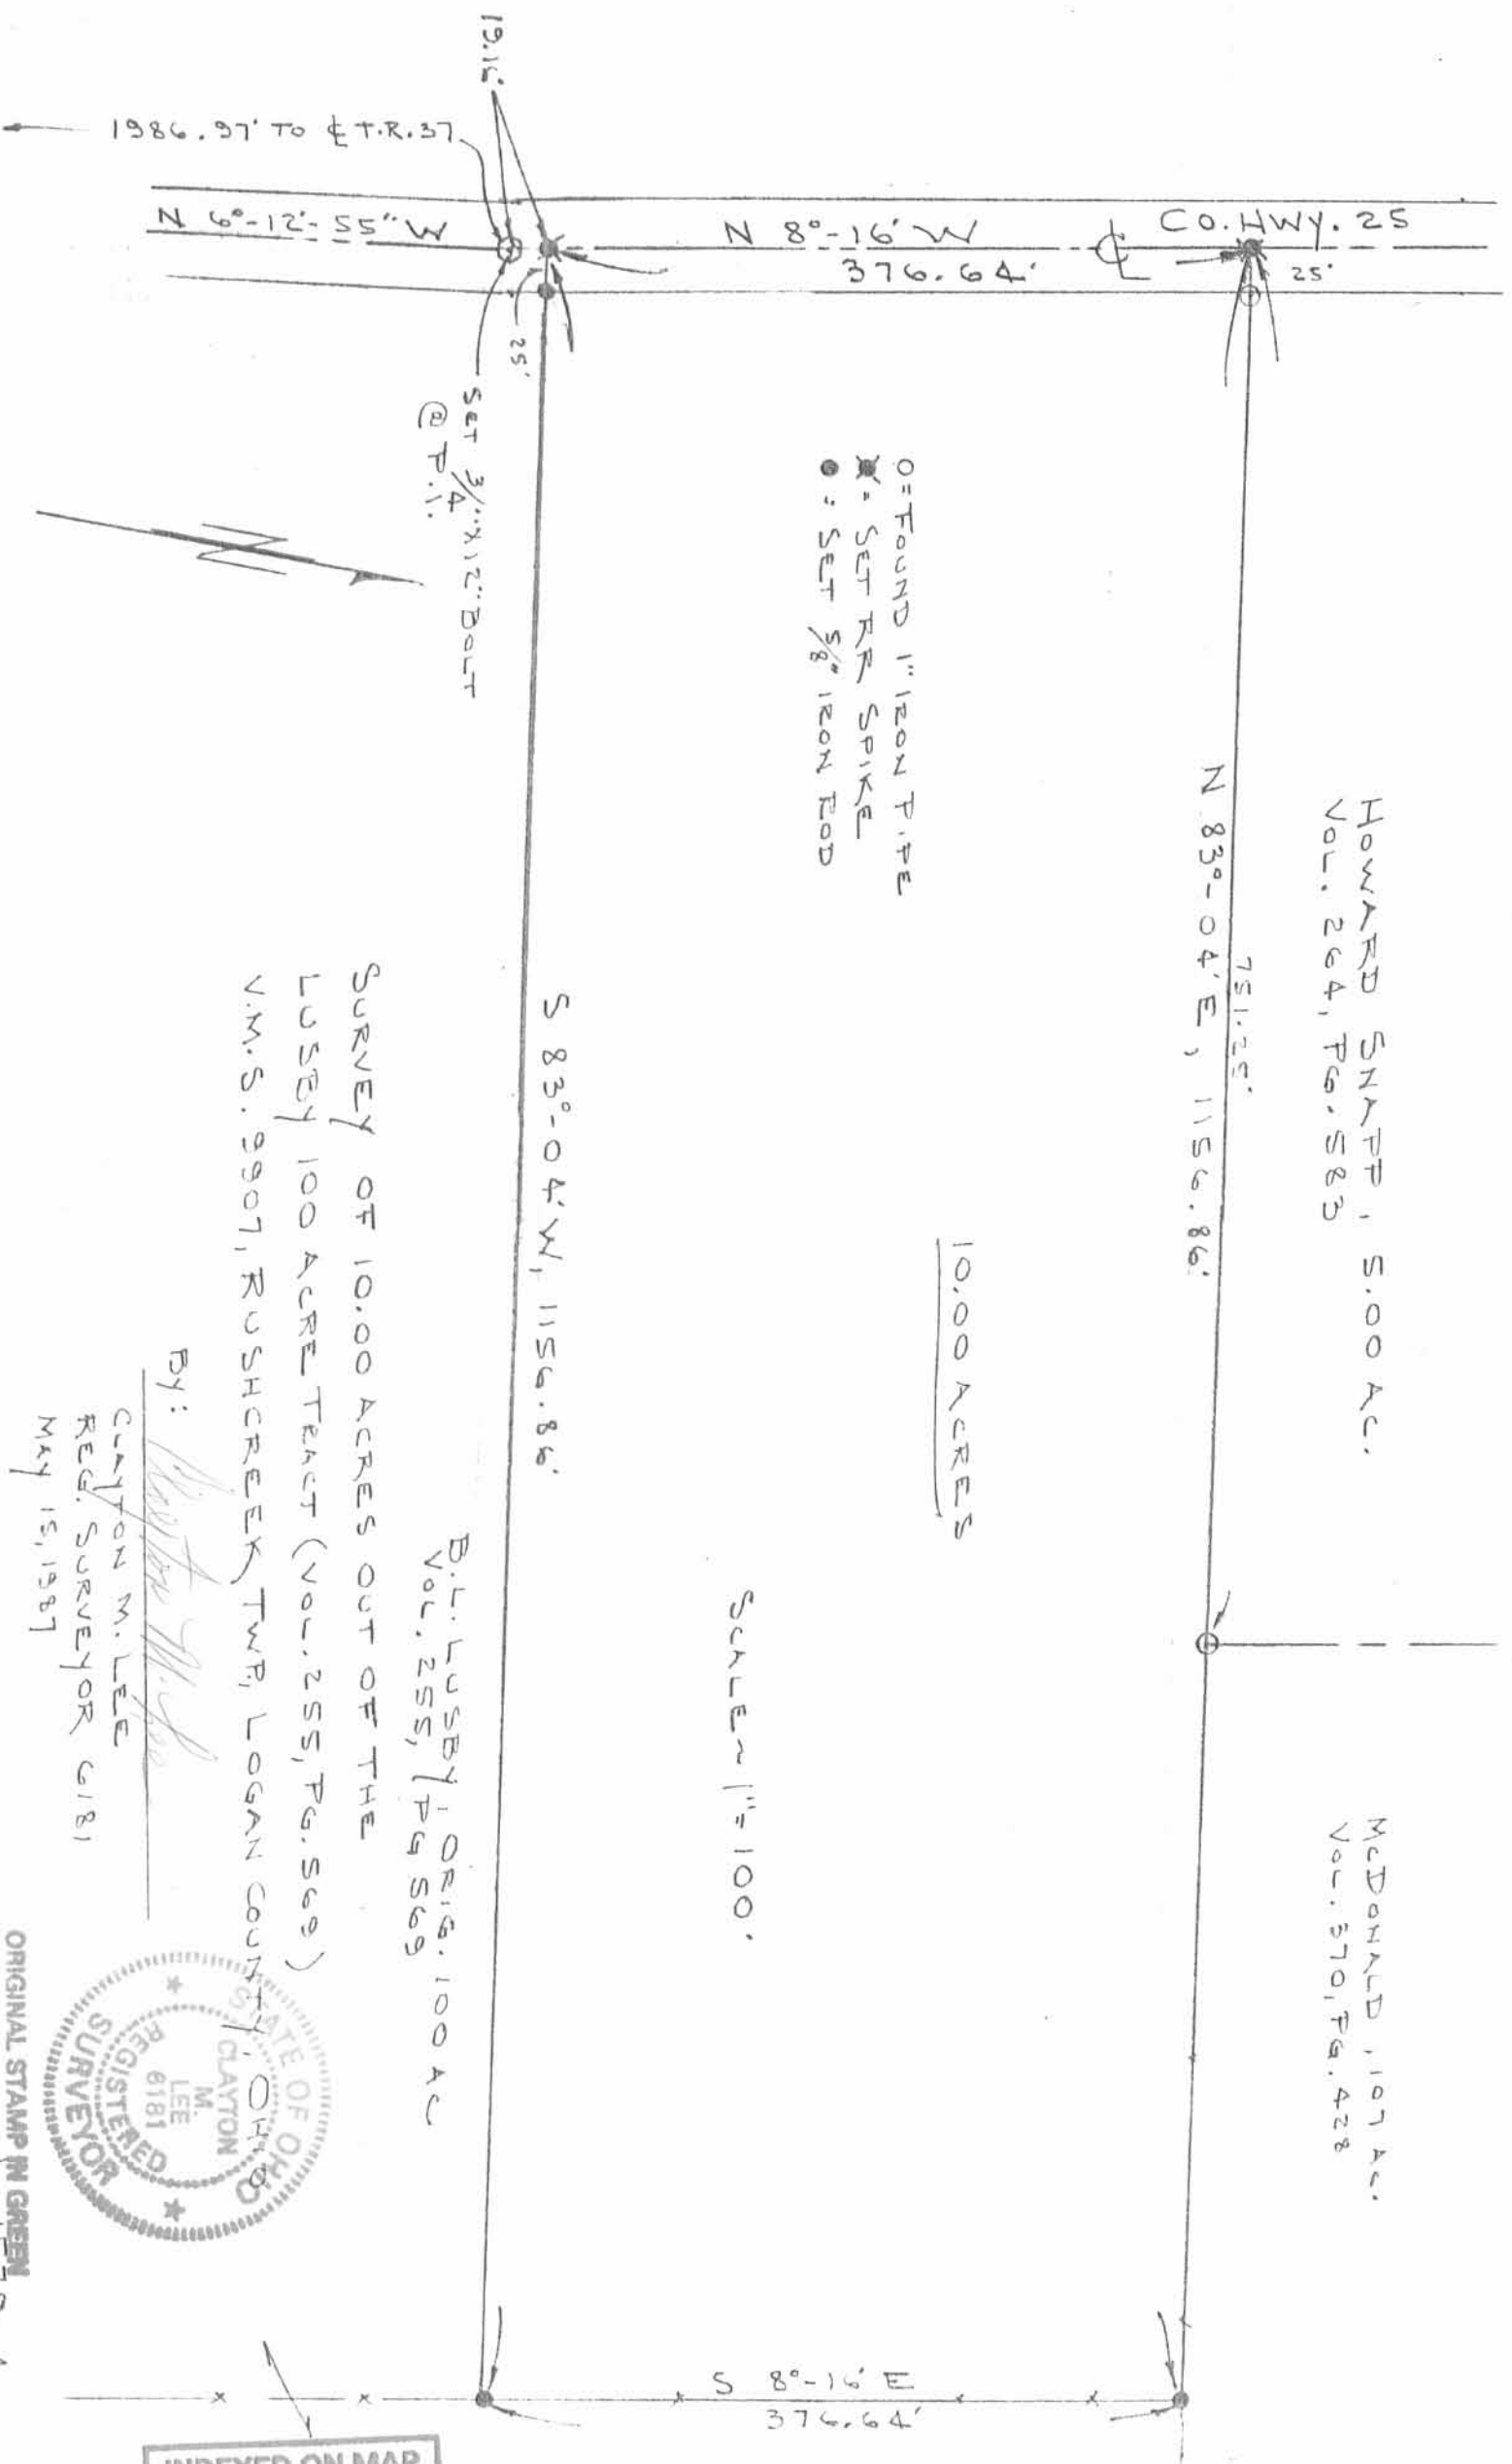 19.16'
1986.97' TO ℄ T.R. 37
N 6°-12'-55" W
N 8°-16' W
376.64'
℄
CO. HWY. 25
25'
25'
SET 3/4"X12" BOLT
@ P.I.
N
O = FOUND 1" IRON PIPE
= SET RR SPIKE
● = SET 5/8" IRON ROD
HOWARD SNAPP, 5.00 AC.
VOL. 264, PG. 583
751.25'
N 83°-04' E, 1156.86'
MCDONALD, 107 AC.
VOL. 570, PG. 428
10.00 ACRES
SCALE ~ 1" = 100'
S 83°-04' W, 1156.86'
B.L. LUSBY, ORIG. 100 AC
VOL. 255, PG 569
S 8°-16' E
376.64'
SURVEY OF 10.00 ACRES OUT OF THE
LUSBY 100 ACRE TRACT (VOL. 255, PG. 569)
V.M.S. 9907, RUSHCREEK TWP., LOGAN COUNTY, OHIO
BY: Clayton M. Lee
CLAYTON M. LEE
REG. SURVEYOR 6181
MAY 15, 1987
STATE OF OHIO
CLAYTON
M.
LEE
6181
REGISTERED
SURVEYOR
ORIGINAL STAMP IN GREEN
INDEXED ON MAP